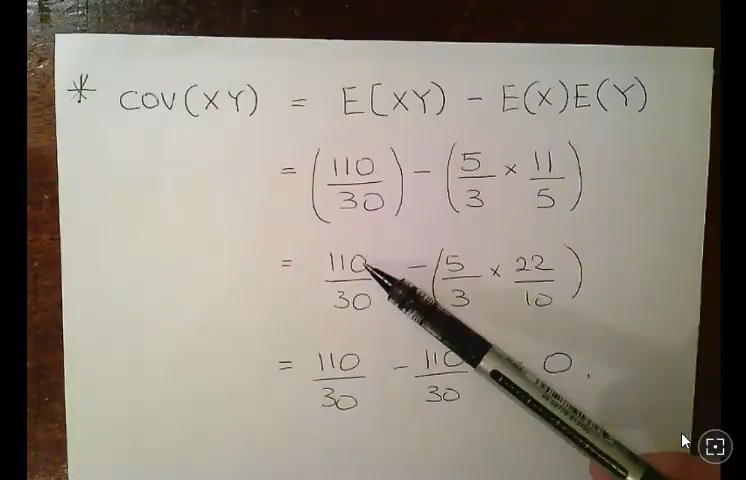 * COV(XY) = E(XY) - E(X)E(Y)
= (110/30) - (5/3 × 11/5)
= 110/30 - (5/3 × 22/10)
= 110/30 - 110/30 0.